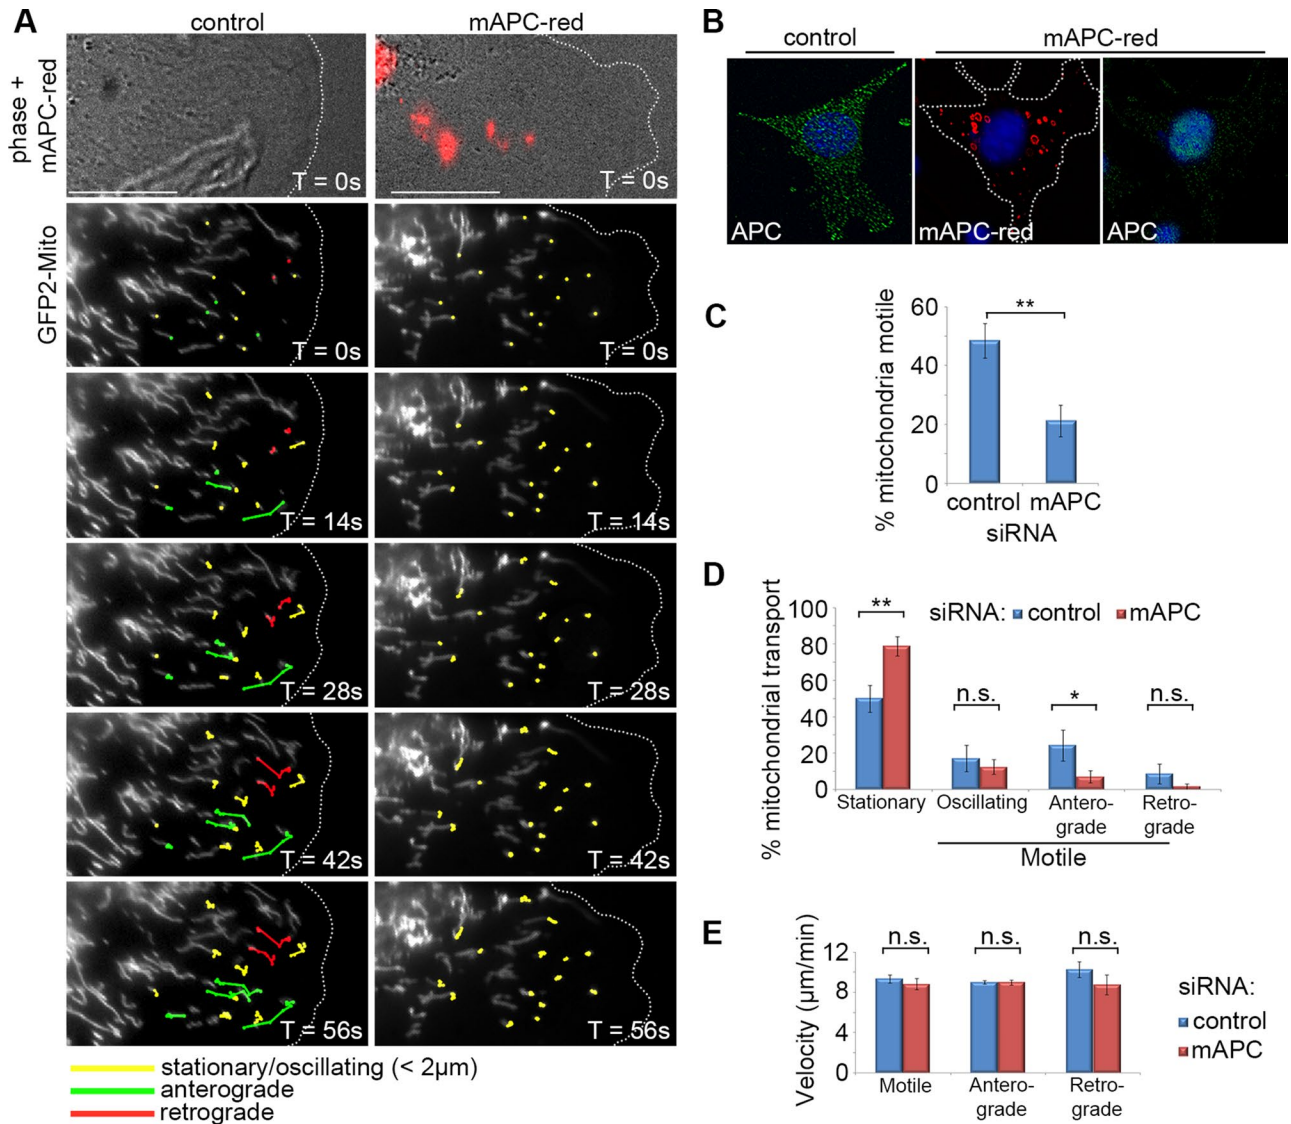 A
control
mAPC-red
phase +
mAPC-red
T = 0s
T = 0s
GFP2-Mito
T = 0s
T = 0s
T = 14s
T = 14s
T = 28s
T = 28s
T = 42s
T = 42s
T = 56s
T = 56s
stationary/oscillating (< 2µm)
anterograde
retrograde
B
control
mAPC-red
APC
mAPC-red
APC
C
% mitochondria motile
60
40
20
0
**
control mAPC
siRNA
D
% mitochondrial transport
100
80
60
40
20
0
siRNA: control mAPC
**
n.s.
*
n.s.
Stationary Oscillating Antero- Retro-
grade grade
Motile
E
Velocity (µm/min)
12
8
4
0
n.s. n.s. n.s.
Motile Antero- Retro-
grade grade
siRNA:
control
mAPC